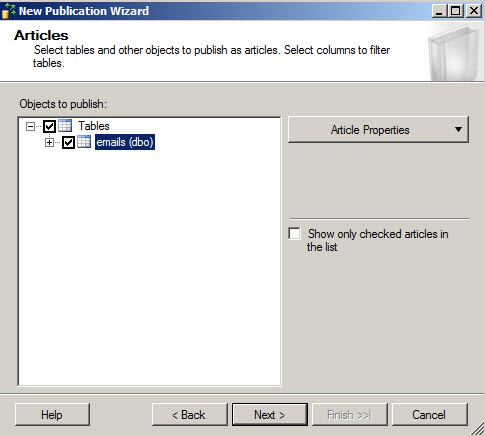 New Publication Wizard
Articles
Select tables and other objects to publish as articles. Select columns to filter
tables.
Objects to publish:
Tables
emails (dbo)
Article Properties
Show only checked articles in
the list
Help
< Back
Next >
Finish >>|
Cancel